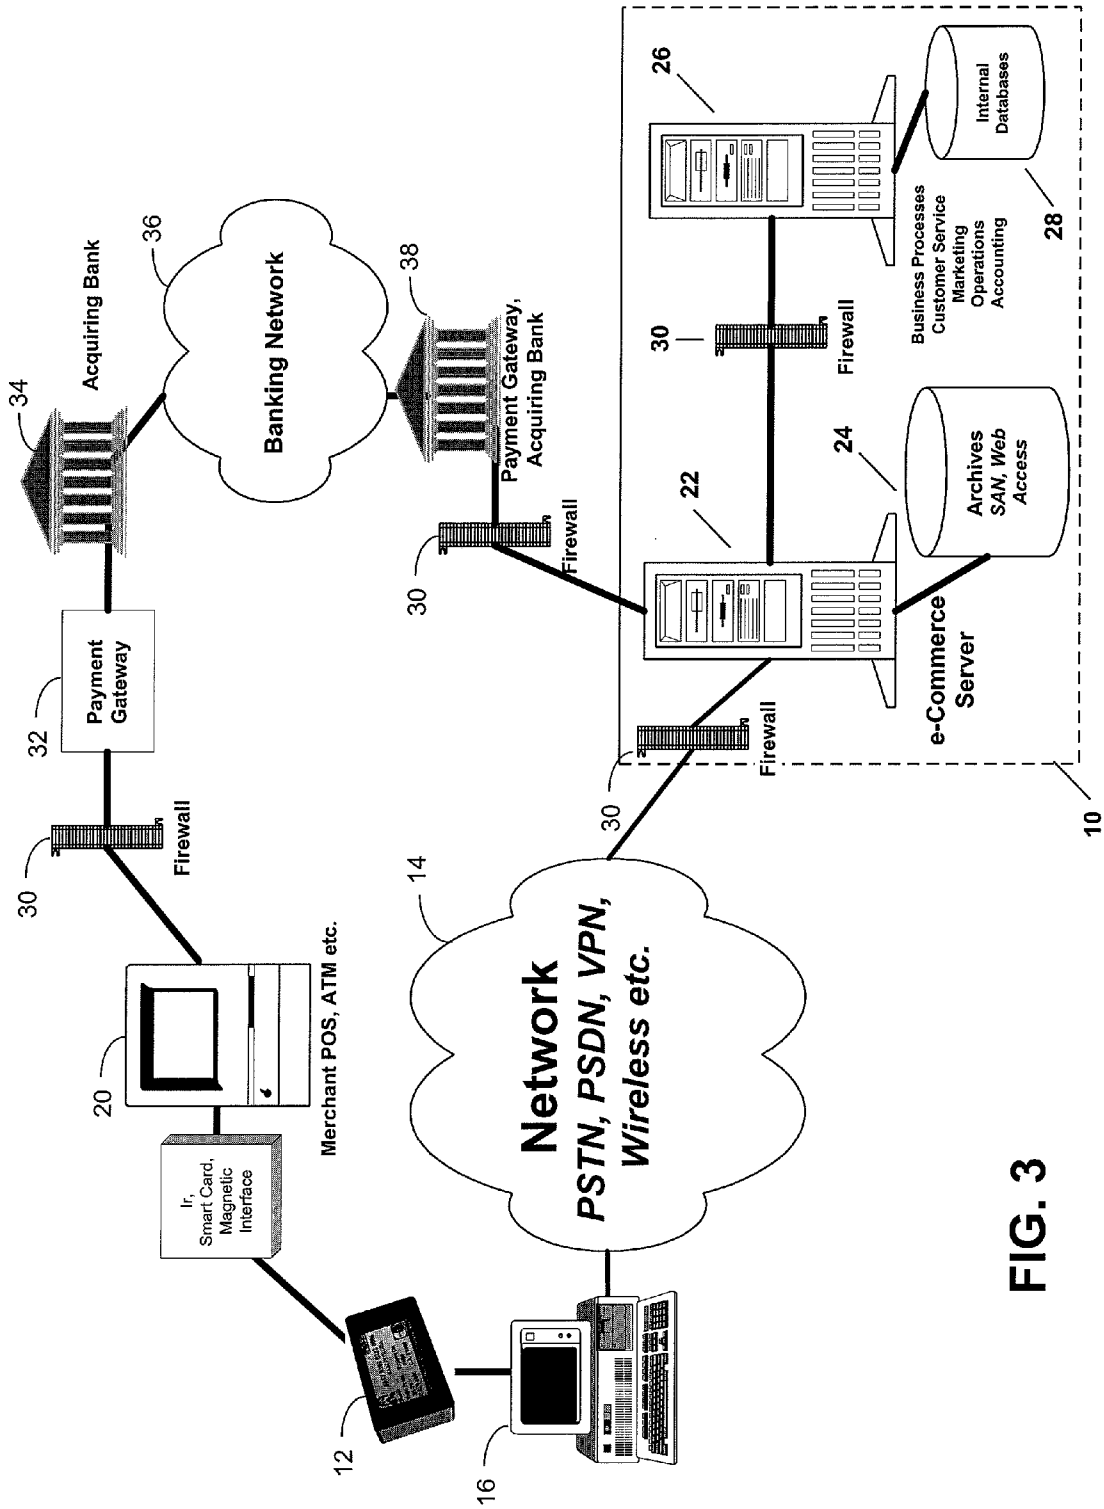 12
Ir,
Smart Card,
Magnetic
Interface
20
Merchant POS, ATM etc.
30
Firewall
32
Payment
Gateway
34
Acquiring Bank
36
Banking Network
38
Payment Gateway,
Acquiring Bank
30
Firewall
16
14
Network
PSTN, PSDN, VPN,
Wireless etc.
30
Firewall
22
e-Commerce
Server
24
Archives
SAN, Web
Access
30
Firewall
26
Business Processes
Customer Service
Marketing
Operations
Accounting
Internal
Databases
28
10
FIG. 3